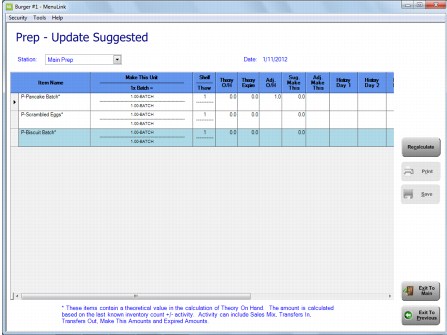 Burger #1 - MenuLink
Security Tools Help
Prep - Update Suggested
Station: Main Prep Date: 1/11/2012
Item Name Make This Unit 1x Batch = Shelf Thaw Theory O/H Theory Expire Adj. O/H Sug. Make This Adj. Make This History Day 1 History Day 2
P-Pancake Batch* 1.00-BATCH 1 0.0 0.0 1.0 0.0
1.00-BATCH
P-Scrambled Eggs* 1.00-BATCH 1 0.0 0.0 0.0
1.00-BATCH
P-Biscuit Batch* 1.00-BATCH 1 0.0 0.0 0.0
1.00-BATCH
Recalculate
Print
Save
Exit To Main
Exit To Previous
* These items contain a theoretical value in the calculation of Theory On Hand. The amount is calculated
based on the last known inventory count +/- activity. Activity can include Sales Mix, Transfers In,
Transfers Out, Make This Amounts and Expired Amounts.